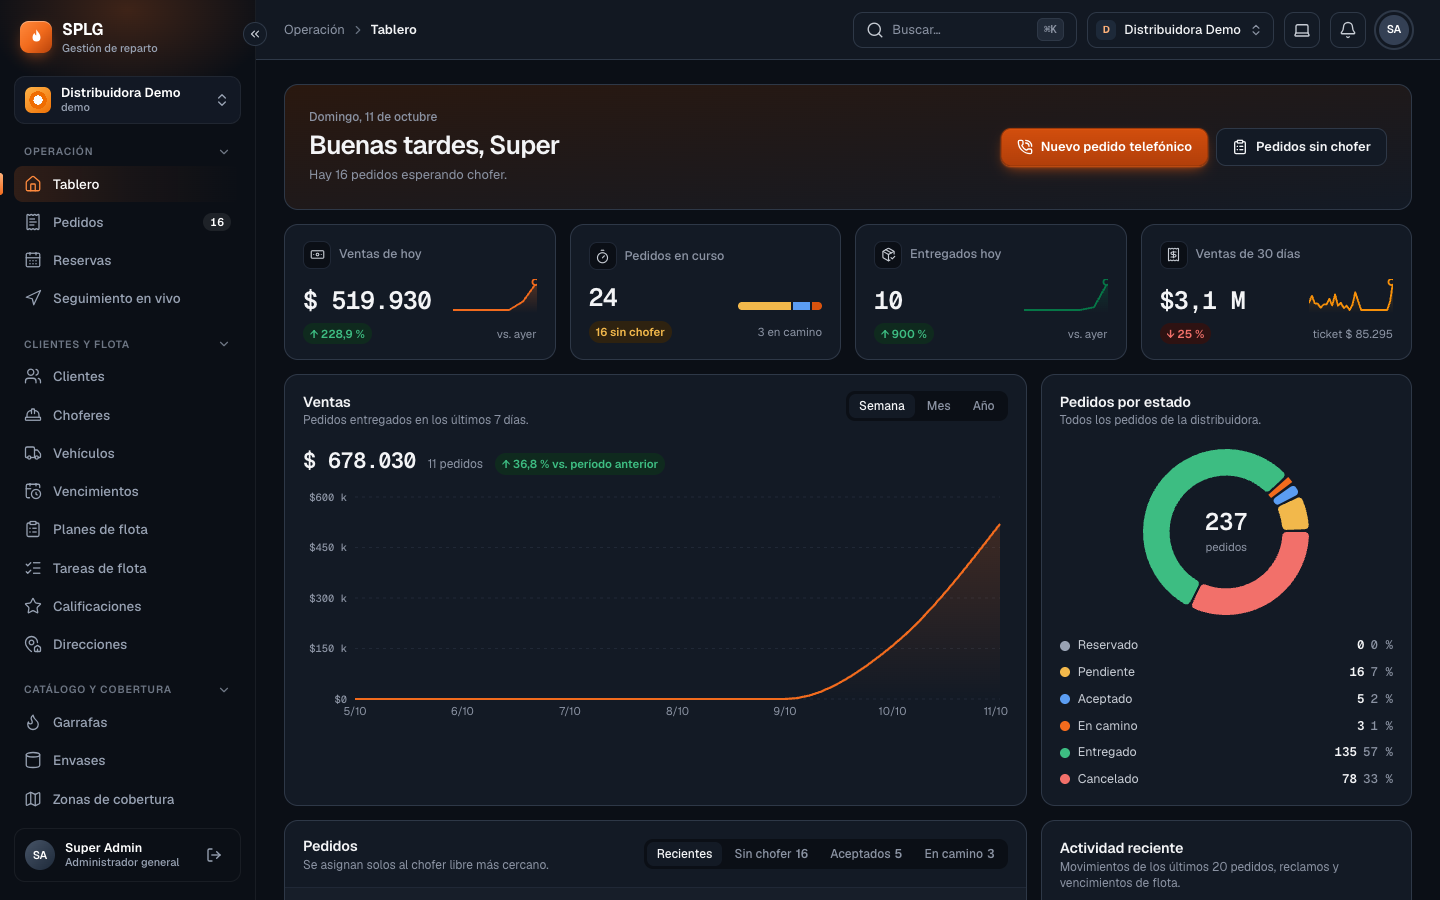 SPLG
Gestión de reparto
Distribuidora Demo
demo
OPERACIÓN
Tablero
Pedidos 16
Reservas
Seguimiento en vivo
CLIENTES Y FLOTA
Clientes
Choferes
Vehículos
Vencimientos
Planes de flota
Tareas de flota
Calificaciones
Direcciones
CATÁLOGO Y COBERTURA
Garrafas
Envases
Zonas de cobertura
SA
Super Admin
Administrador general
Operación > Tablero
Buscar... ⌘K
D Distribuidora Demo
SA
Domingo, 11 de octubre
Buenas tardes, Super
Hay 16 pedidos esperando chofer.
Nuevo pedido telefónico
Pedidos sin chofer
Ventas de hoy
$ 519.930
↑ 228,9 % vs. ayer
Pedidos en curso
24
16 sin chofer 3 en camino
Entregados hoy
10
↑ 900 % vs. ayer
Ventas de 30 días
$3,1 M
↓ 25 % ticket $ 85.295
Ventas
Pedidos entregados en los últimos 7 días.
Semana Mes Año
$ 678.030 11 pedidos ↑ 36,8 % vs. período anterior
$600 k
$450 k
$300 k
$150 k
$0
5/10 6/10 7/10 8/10 9/10 10/10 11/10
Pedidos por estado
Todos los pedidos de la distribuidora.
237
pedidos
Reservado 0 0 %
Pendiente 16 7 %
Aceptado 5 2 %
En camino 3 1 %
Entregado 135 57 %
Cancelado 78 33 %
Pedidos
Se asignan solos al chofer libre más cercano.
Recientes Sin chofer 16 Aceptados 5 En camino 3
Actividad reciente
Movimientos de los últimos 20 pedidos, reclamos y
vencimientos de flota.